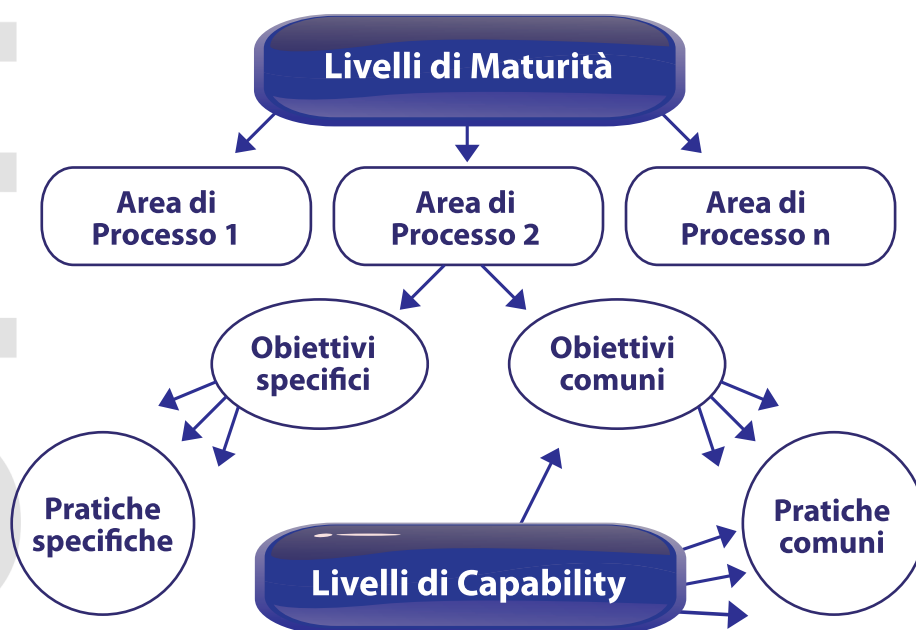 Livelli di Maturità
Area di
Processo 1
Area di
Processo 2
Area di
Processo n
Obiettivi
specifici
Obiettivi
comuni
Pratiche
specifiche
Pratiche
comuni
Livelli di Capability